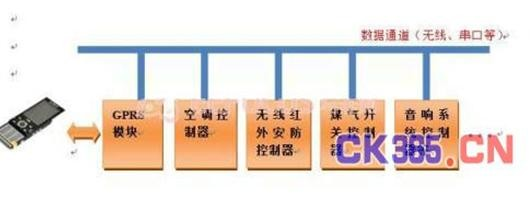 数据通道（无线、串口等）
GPRS
模块
空调控
制器
无线红
外安防
控制器
煤气开
关控制
器
音响系
统控制
CK365.CN